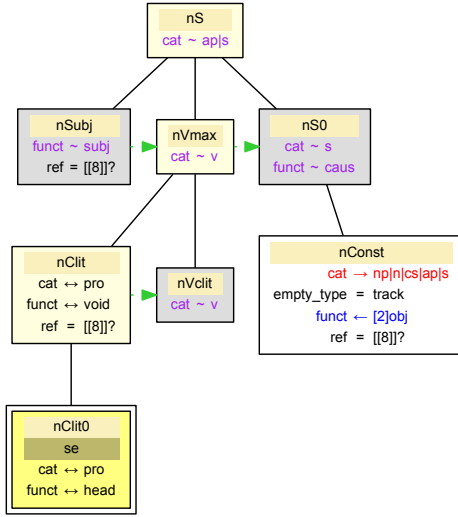 nS
cat ~ ap|s
nSubj
funct ~ subj
ref = [[8]]?
nVmax
cat ~ v
nS0
cat ~ s
funct ~ caus
nClit
cat ↔ pro
funct ↔ void
ref = [[8]]?
nVclit
cat ~ v
nConst
cat → np|n|cs|ap|s
empty_type = track
funct ← [2]obj
ref = [[8]]?
nClit0
se
cat ↔ pro
funct ↔ head